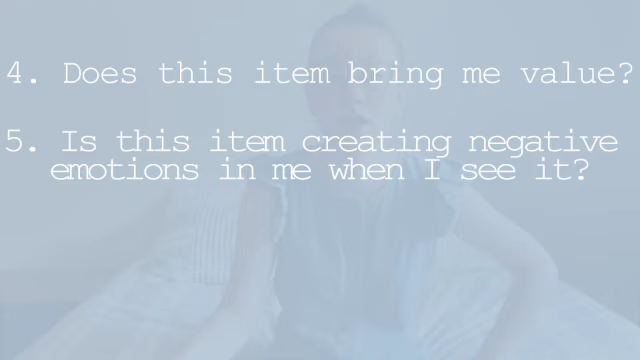 4. Does this item bring me value?
5. Is this item creating negative
emotions in me when I see it?